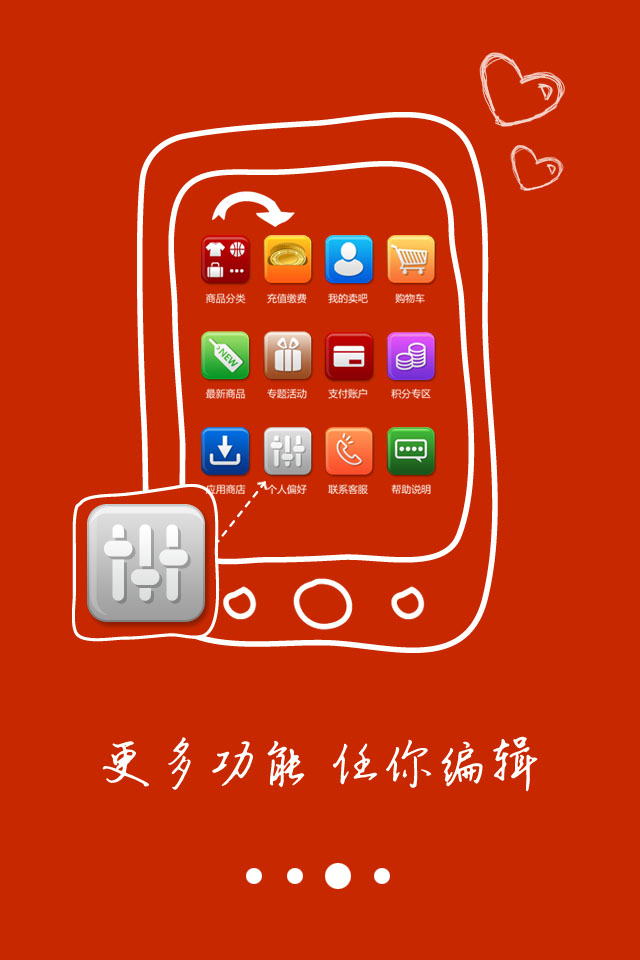 商品分类 充值缴费 我的卖吧 购物车
NEW
最新商品 专题活动 支付账户 积分专区
应用商店 个人偏好 联系客服 帮助说明
更多功能 任你编辑